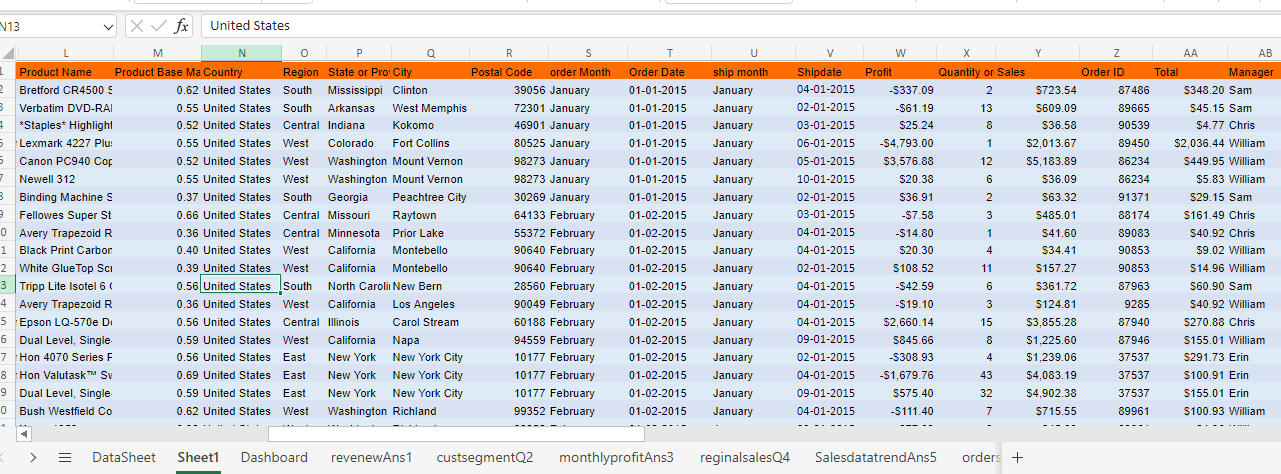 N13 fx United States
L M N O P Q R S T U V W X Y Z AA AB
Product Name Product Base Ma Country Region State or Pro City Postal Code order Month Order Date ship month Shipdate Profit Quantity or Sales Order ID Total Manager
Bretford CR4500 S 0.62 United States South Mississippi Clinton 39056 January 01-01-2015 January 04-01-2015 -$337.09 2 $723.54 87486 $348.20 Sam
Verbatim DVD-RAI 0.55 United States South Arkansas West Memphis 72301 January 01-01-2015 January 02-01-2015 -$61.19 13 $609.09 89665 $45.15 Sam
*Staples* Highlight 0.52 United States Central Indiana Kokomo 46901 January 01-01-2015 January 03-01-2015 $25.24 8 $36.58 90539 $4.77 Chris
Lexmark 4227 Plu 0.55 United States West Colorado Fort Collins 80525 January 01-01-2015 January 06-01-2015 -$4,793.00 1 $2,013.67 89450 $2,036.44 William
Canon PC940 Cop 0.52 United States West Washington Mount Vernon 98273 January 01-01-2015 January 05-01-2015 $3,576.88 12 $5,183.89 86234 $449.95 William
Newell 312 0.55 United States West Washington Mount Vernon 98273 January 01-01-2015 January 10-01-2015 $20.38 6 $36.09 86234 $5.83 William
Binding Machine S 0.37 United States South Georgia Peachtree City 30269 January 01-01-2015 January 02-01-2015 $36.91 2 $63.32 91371 $29.15 Sam
Fellowes Super St 0.66 United States Central Missouri Raytown 64133 February 01-02-2015 January 03-01-2015 -$7.58 3 $485.01 88174 $161.49 Chris
Avery Trapezoid R 0.36 United States Central Minnesota Prior Lake 55372 February 01-02-2015 January 04-01-2015 -$14.80 1 $41.60 89083 $40.92 Chris
Black Print Carbon 0.40 United States West California Montebello 90640 February 01-02-2015 January 04-01-2015 $20.30 4 $34.41 90853 $9.02 William
White GlueTop Scr 0.39 United States West California Montebello 90640 February 01-02-2015 January 02-01-2015 $108.52 11 $157.27 90853 $14.96 William
Tripp Lite Isotel 6 0.56 United States South North Caroli New Bern 28560 February 01-02-2015 January 04-01-2015 -$42.59 6 $361.72 87963 $60.90 Sam
Avery Trapezoid R 0.36 United States West California Los Angeles 90049 February 01-02-2015 January 04-01-2015 -$19.10 3 $124.81 9285 $40.92 William
Epson LQ-570e D 0.56 United States Central Illinois Carol Stream 60188 February 01-02-2015 January 04-01-2015 $2,660.14 15 $3,855.28 87940 $270.88 Chris
Dual Level, Single- 0.59 United States West California Napa 94559 February 01-02-2015 January 09-01-2015 $845.66 8 $1,225.60 87946 $155.01 William
Hon 4070 Series P 0.56 United States East New York New York City 10177 February 01-02-2015 January 02-01-2015 -$308.93 4 $1,239.06 37537 $291.73 Erin
Hon Valutask™ Sw 0.69 United States East New York New York City 10177 February 01-02-2015 January 04-01-2015 -$1,679.76 43 $4,083.19 37537 $100.91 Erin
Dual Level, Single- 0.59 United States East New York New York City 10177 February 01-02-2015 January 09-01-2015 $575.40 32 $4,902.38 37537 $155.01 Erin
Bush Westfield Co 0.62 United States West Washington Richland 99352 February 01-02-2015 January 04-01-2015 -$111.40 7 $715.55 89961 $100.93 William
DataSheet Sheet1 Dashboard revenewAns1 custsegmentQ2 monthlyprofitAns3 reginalsalesQ4 SalesdatatrendAns5 orders